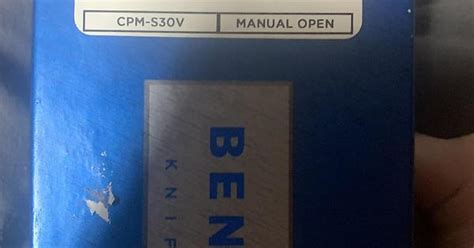 CPM-S30V MANUAL OPEN
BEN
KNIF